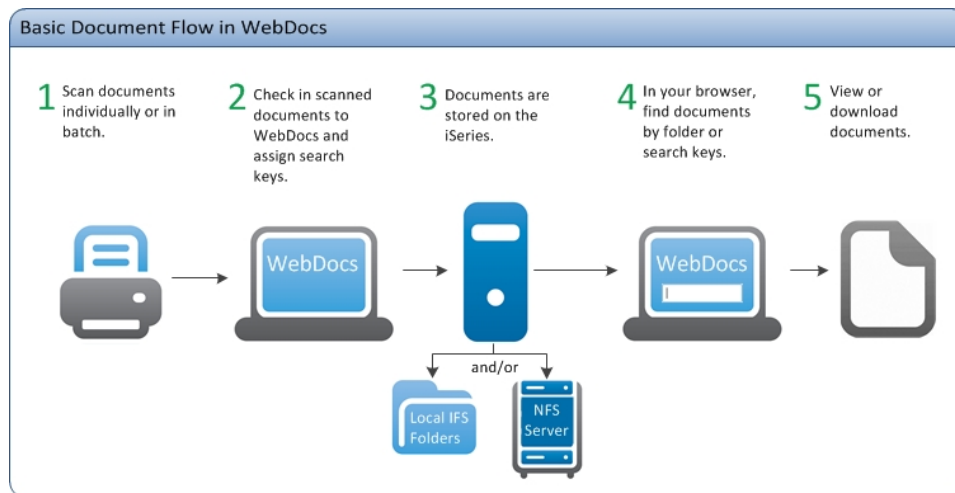 Basic Document Flow in WebDocs
1 Scan documents
individually or in
batch.
2 Check in scanned
documents to
WebDocs and
assign search
keys.
3 Documents are
stored on the
iSeries.
4 In your browser,
find documents
by folder or
search keys.
5 View or
download
documents.
WebDocs
WebDocs
and/or
Local IFS
Folders
NFS
Server